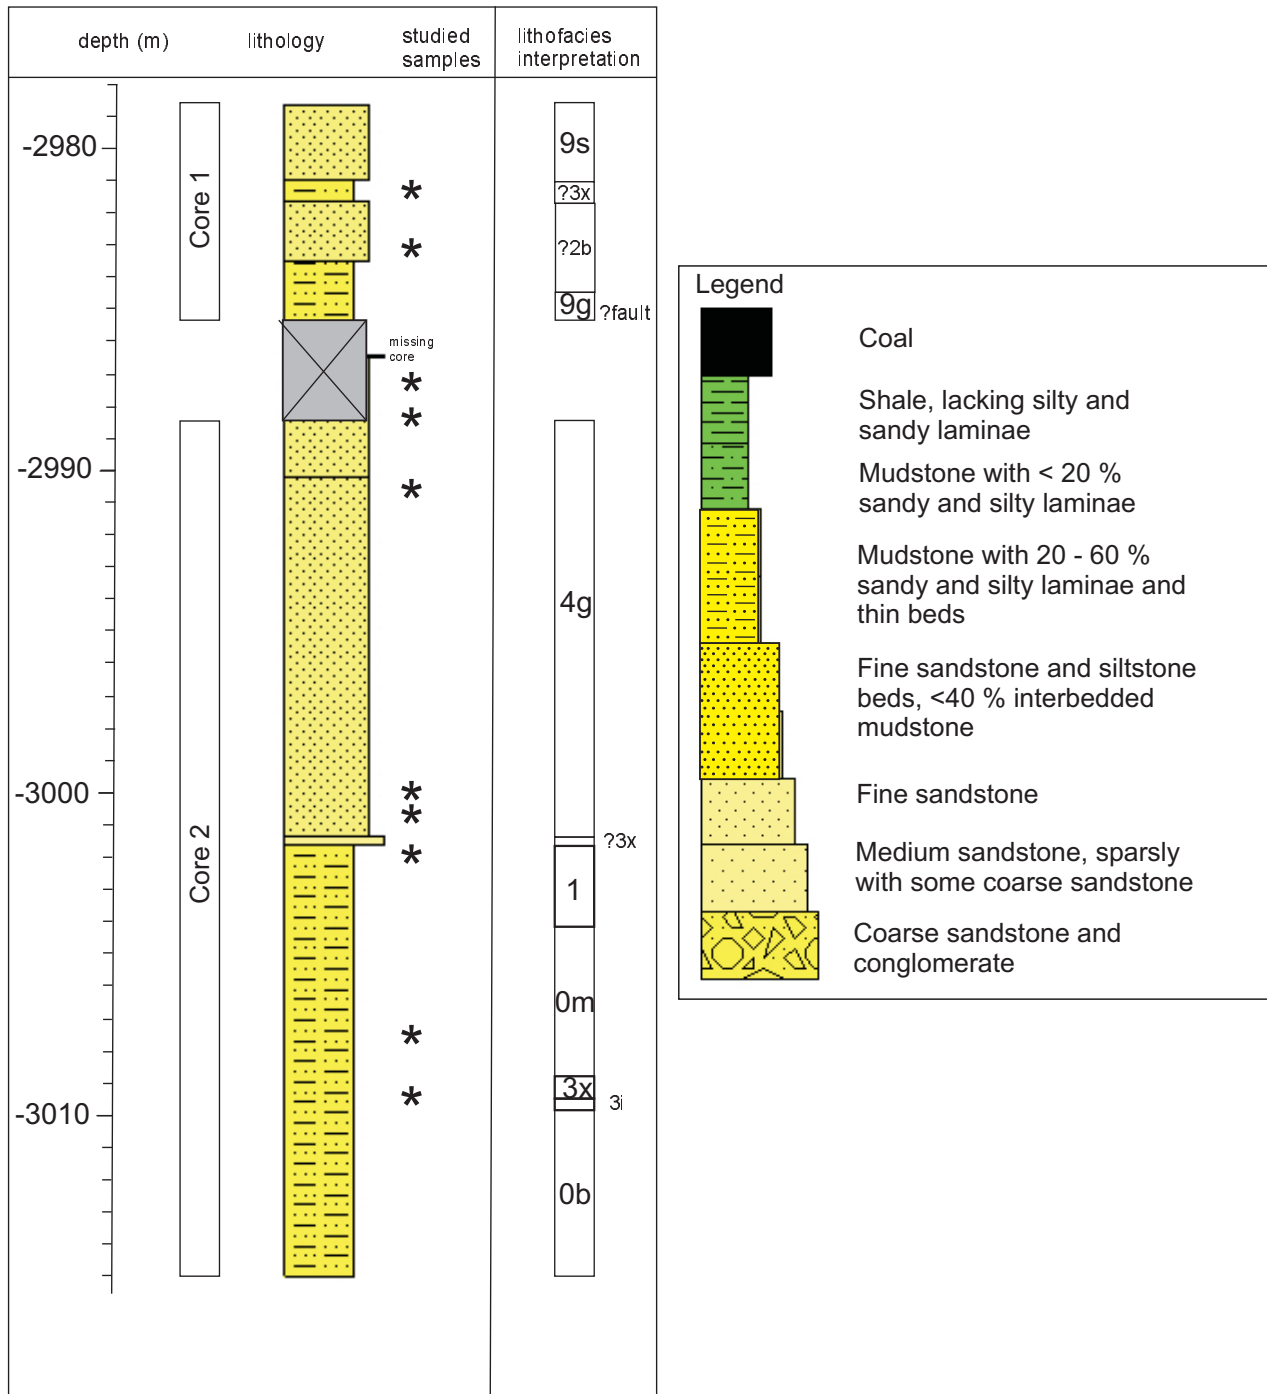 depth (m)
lithology
studied
samples
lithofacies
interpretation
-2980
-2990
-3000
-3010
Core 1
Core 2
missing
core
*
*
*
*
*
*
*
*
*
*
9s
?3x
?2b
9g
?fault
4g
?3x
1
0m
3x
3i
0b
Legend
Coal
Shale, lacking silty and
sandy laminae
Mudstone with < 20 %
sandy and silty laminae
Mudstone with 20 - 60 %
sandy and silty laminae and
thin beds
Fine sandstone and siltstone
beds, <40 % interbedded
mudstone
Fine sandstone
Medium sandstone, sparsly
with some coarse sandstone
Coarse sandstone and
conglomerate